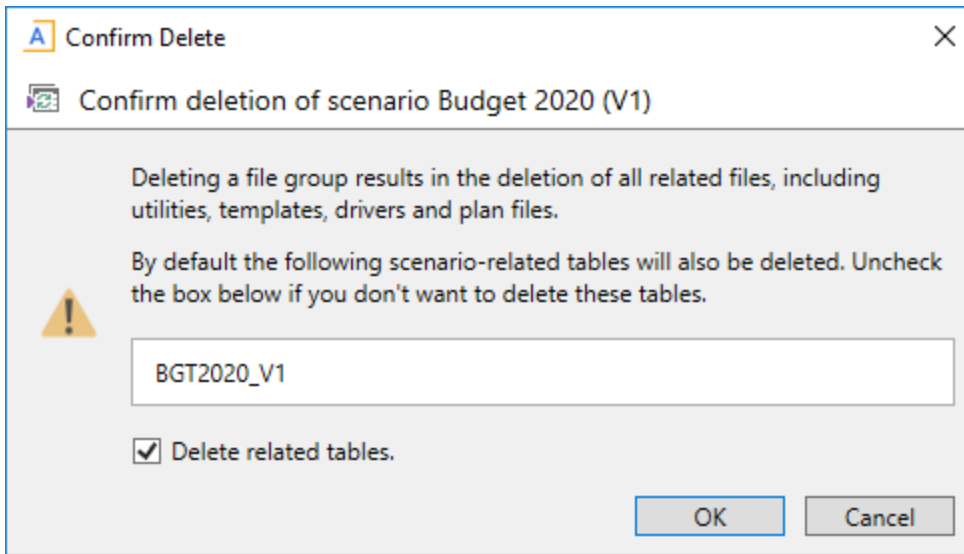 A Confirm Delete
Confirm deletion of scenario Budget 2020 (V1)
Deleting a file group results in the deletion of all related files, including
utilities, templates, drivers and plan files.
By default the following scenario-related tables will also be deleted. Uncheck
the box below if you don't want to delete these tables.
BGT2020_V1
Delete related tables.
OK Cancel